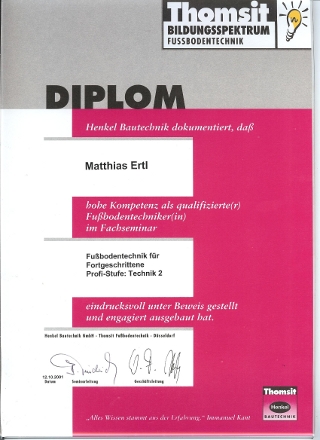 Thomsit
BILDUNGSSPEKTRUM
FUSSBODENTECHNIK
DIPLOM
Henkel Bautechnik dokumentiert, daß
Matthias Ertl
hohe Kompetenz als qualifizierte(r)
Fußbodentechniker(in)
im Fachseminar
Fußbodentechnik für
Fortgeschrittene
Profi-Stufe: Technik 2
eindrucksvoll unter Beweis gestellt
und engagiert ausgebaut hat.
Henkel Bautechnik GmbH - Thomsit Fußbodentechnik - Düsseldorf
12.10.2001
Datum Seminarleitung Geschäftsleitung
Thomsit
Henkel
BAUTECHNIK
„Alles Wissen stammt aus der Erfahrung." Immanuel Kant